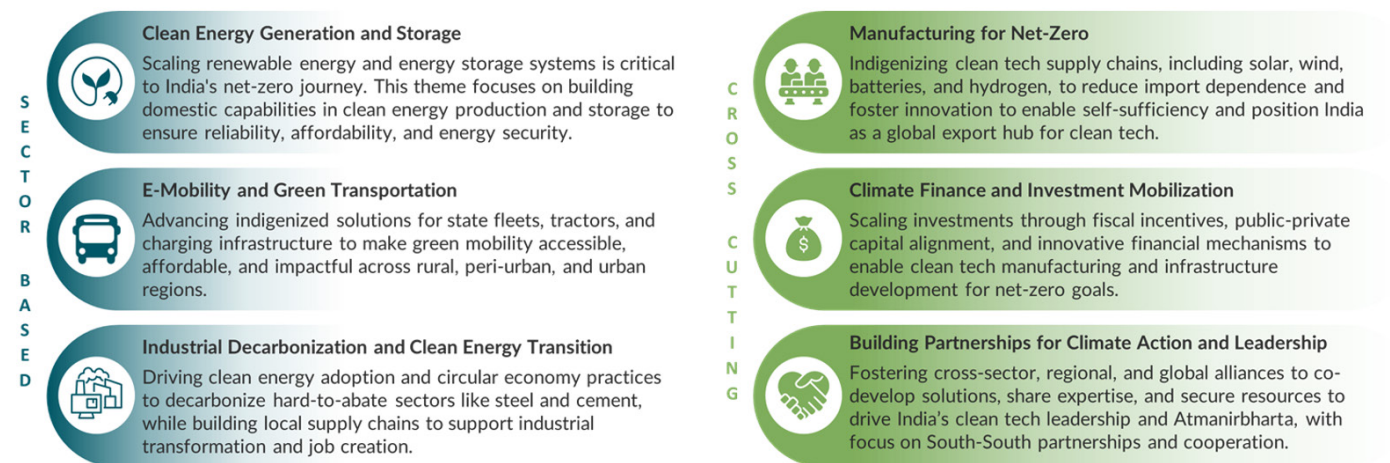 SECTOR BASED
Clean Energy Generation and Storage
Scaling renewable energy and energy storage systems is critical
to India's net-zero journey. This theme focuses on building
domestic capabilities in clean energy production and storage to
ensure reliability, affordability, and energy security.
E-Mobility and Green Transportation
Advancing indigenized solutions for state fleets, tractors, and
charging infrastructure to make green mobility accessible,
affordable, and impactful across rural, peri-urban, and urban
regions.
Industrial Decarbonization and Clean Energy Transition
Driving clean energy adoption and circular economy practices
to decarbonize hard-to-abate sectors like steel and cement,
while building local supply chains to support industrial
transformation and job creation.
CROSS CUTTING
Manufacturing for Net-Zero
Indigenizing clean tech supply chains, including solar, wind,
batteries, and hydrogen, to reduce import dependence and
foster innovation to enable self-sufficiency and position India
as a global export hub for clean tech.
Climate Finance and Investment Mobilization
Scaling investments through fiscal incentives, public-private
capital alignment, and innovative financial mechanisms to
enable clean tech manufacturing and infrastructure
development for net-zero goals.
$
Building Partnerships for Climate Action and Leadership
Fostering cross-sector, regional, and global alliances to co-
develop solutions, share expertise, and secure resources to
drive India's clean tech leadership and Atmanirbharta, with
focus on South-South partnerships and cooperation.